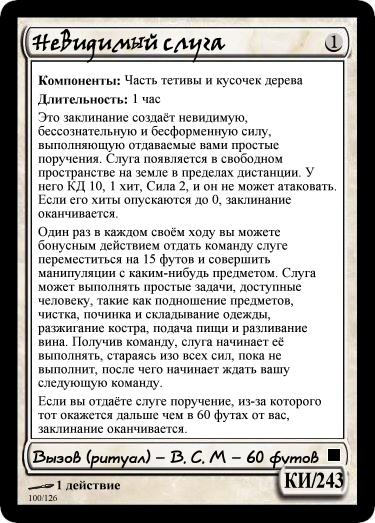 Невидимый слуга 1
Компоненты: Часть тетивы и кусочек дерева
Длительность: 1 час
Это заклинание создаёт невидимую,
бессознательную и бесформенную силу,
выполняющую отдаваемые вами простые
поручения. Слуга появляется в свободном
пространстве на земле в пределах дистанции. У
него КД 10, 1 хит, Сила 2, и он не может атаковать.
Если его хиты опускаются до 0, заклинание
оканчивается.
Один раз в каждом своём ходу вы можете
бонусным действием отдать команду слуге
переместиться на 15 футов и совершить
манипуляции с каким-нибудь предметом. Слуга
может выполнять простые задачи, доступные
человеку, такие как подношение предметов,
чистка, починка и складывание одежды,
разжигание костра, подача пищи и разливание
вина. Получив команду, слуга начинает её
выполнять, стараясь изо всех сил, пока не
выполнит, после чего начинает ждать вашу
следующую команду.
Если вы отдаёте слуге поручение, из-за которого
тот окажется дальше чем в 60 футах от вас,
заклинание оканчивается.
Вызов (ритуал) – В, С, М – 60 футов
КИ/243
1 действие
100/126